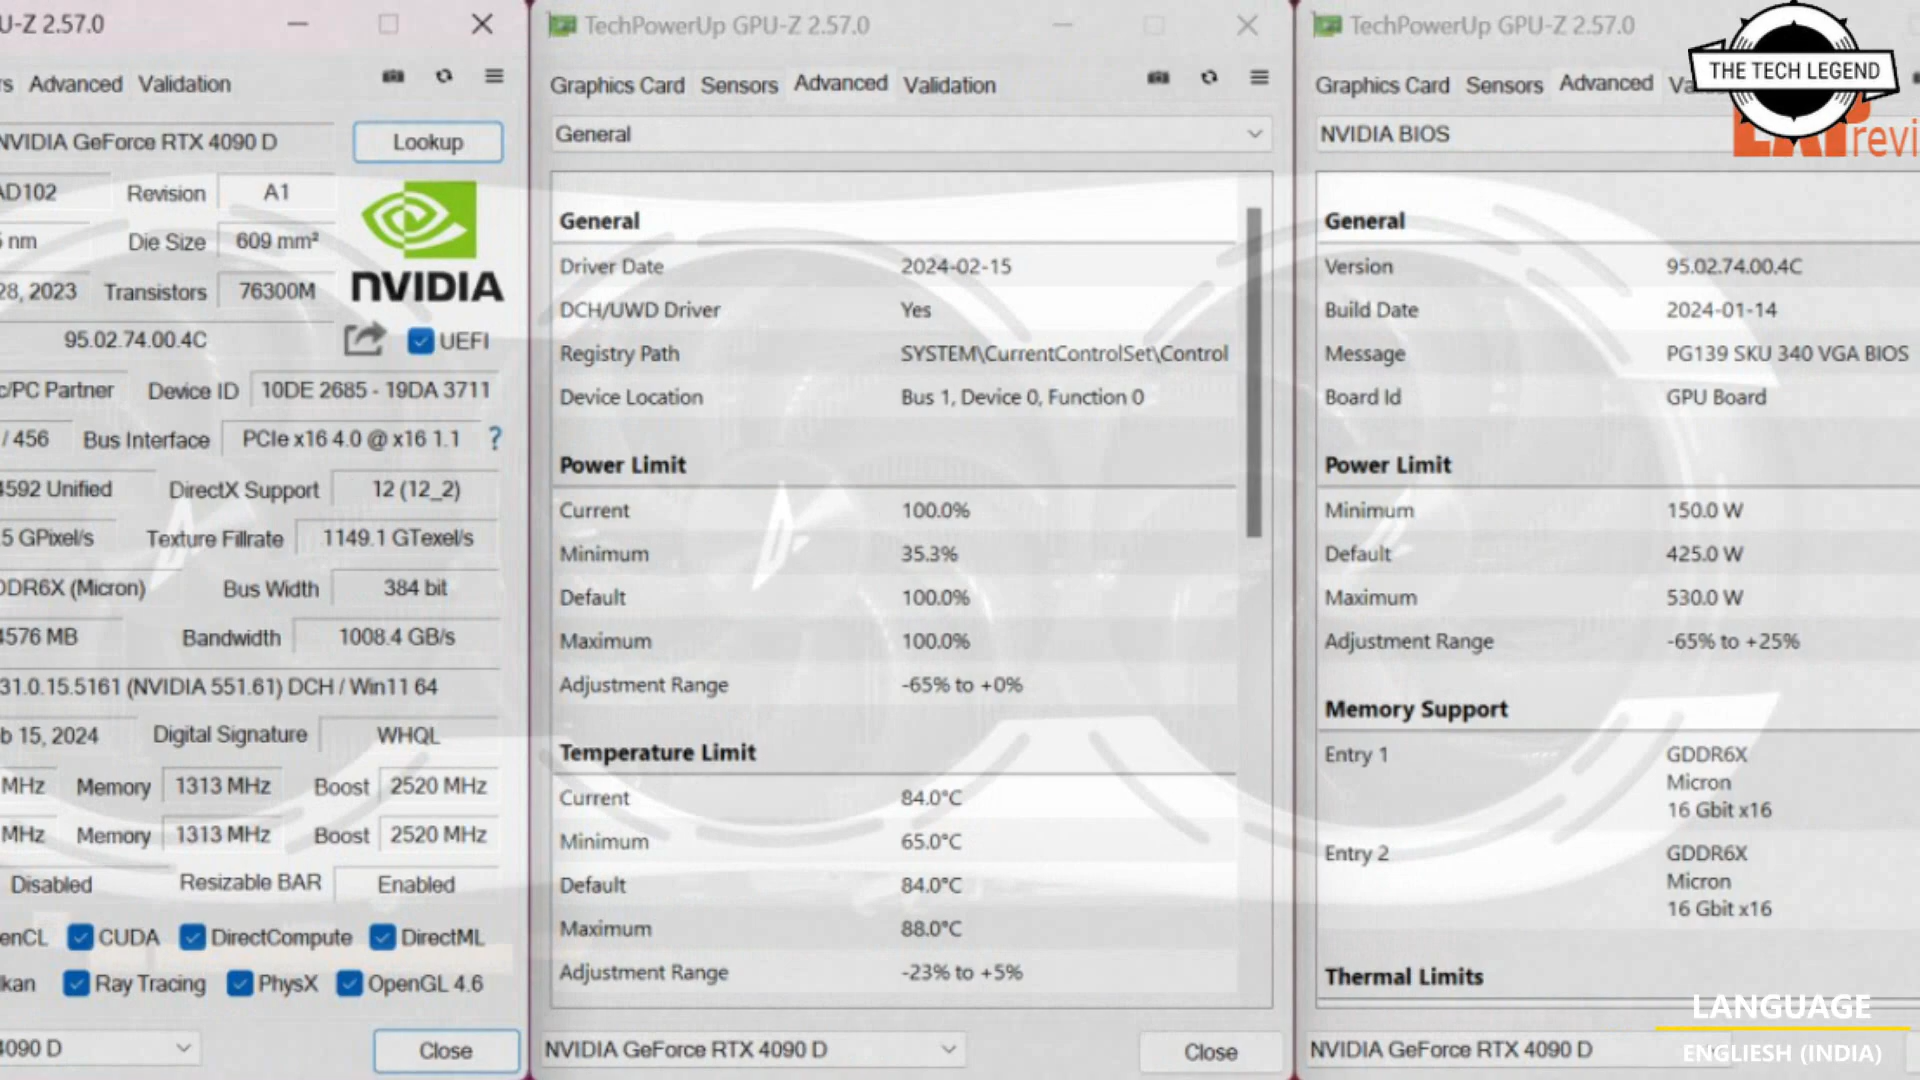 U-Z 2.57.0
rs Advanced Validation
NVIDIA GeForce RTX 4090 D Lookup
AD102 Revision A1
5 nm Die Size 609 mm²
28, 2023 Transistors 76300M
NVIDIA
95.02.74.00.4C UEFI
c/PC Partner Device ID 10DE 2685 - 19DA 3711
/ 456 Bus Interface PCIe x16 4.0 @ x16 1.1 ?
4592 Unified DirectX Support 12 (12_2)
5 GPixel/s Texture Fillrate 1149.1 GTexel/s
DDR6X (Micron) Bus Width 384 bit
4576 MB Bandwidth 1008.4 GB/s
31.0.15.5161 (NVIDIA 551.61) DCH / Win11 64
b 15, 2024 Digital Signature WHQL
MHz Memory 1313 MHz Boost 2520 MHz
MHz Memory 1313 MHz Boost 2520 MHz
Disabled Resizable BAR Enabled
enCL CUDA DirectCompute DirectML
lkan Ray Tracing PhysX OpenGL 4.6
4090 D Close
TechPowerUp GPU-Z 2.57.0
Graphics Card Sensors Advanced Validation
General
General
Driver Date 2024-02-15
DCH/UWD Driver Yes
Registry Path SYSTEM\CurrentControlSet\Control
Device Location Bus 1, Device 0, Function 0
Power Limit
Current 100.0%
Minimum 35.3%
Default 100.0%
Maximum 100.0%
Adjustment Range -65% to +0%
Temperature Limit
Current 84.0°C
Minimum 65.0°C
Default 84.0°C
Maximum 88.0°C
Adjustment Range -23% to +5%
NVIDIA GeForce RTX 4090 D Close
TechPowerUp GPU-Z 2.57.0
THE TECH LEGEND
Graphics Card Sensors Advanced Va
NVIDIA BIOS
revi
General
Version 95.02.74.00.4C
Build Date 2024-01-14
Message PG139 SKU 340 VGA BIOS
Board Id GPU Board
Power Limit
Minimum 150.0 W
Default 425.0 W
Maximum 530.0 W
Adjustment Range -65% to +25%
Memory Support
Entry 1 GDDR6X
Micron
16 Gbit x16
Entry 2 GDDR6X
Micron
16 Gbit x16
Thermal Limits
NVIDIA GeForce RTX 4090 D
LANGUAGE
ENGLIESH (INDIA)